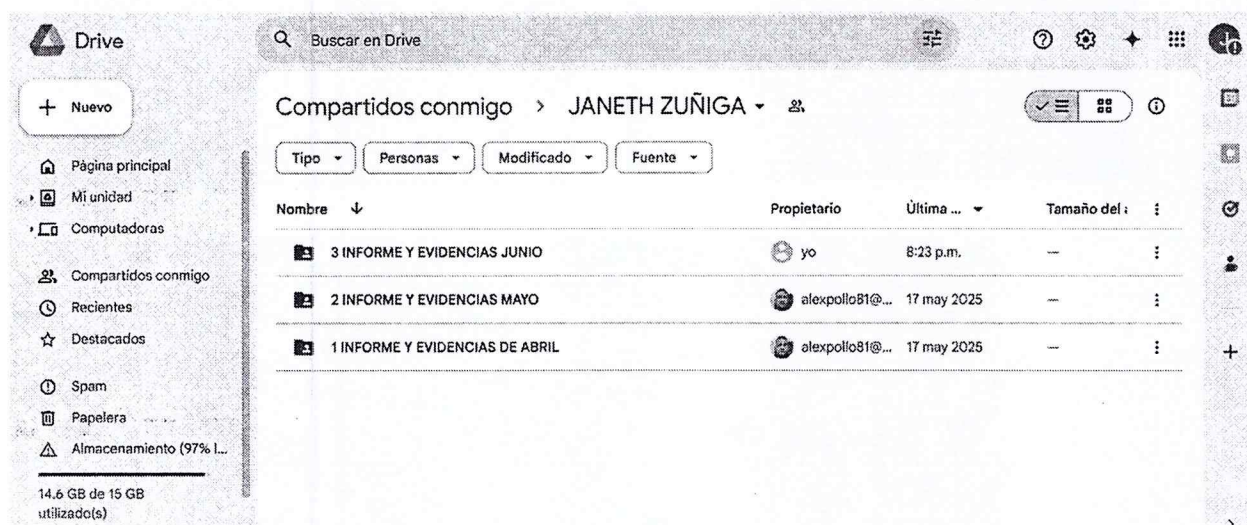 Drive
Buscar en Drive
Nuevo
Compartidos conmigo > JANETH ZUÑIGA
Tipo Personas Modificado Fuente
Página principal
Mi unidad
Computadoras
Compartidos conmigo
Recientes
Destacados
Spam
Papelera
Almacenamiento (97% l...
14.6 GB de 15 GB
utilizado(s)
Nombre Propietario Última ... Tamaño del a
3 INFORME Y EVIDENCIAS JUNIO yo 8:23 p.m. —
2 INFORME Y EVIDENCIAS MAYO alexpollo81@... 17 may 2025 —
1 INFORME Y EVIDENCIAS DE ABRIL alexpollo81@... 17 may 2025 —